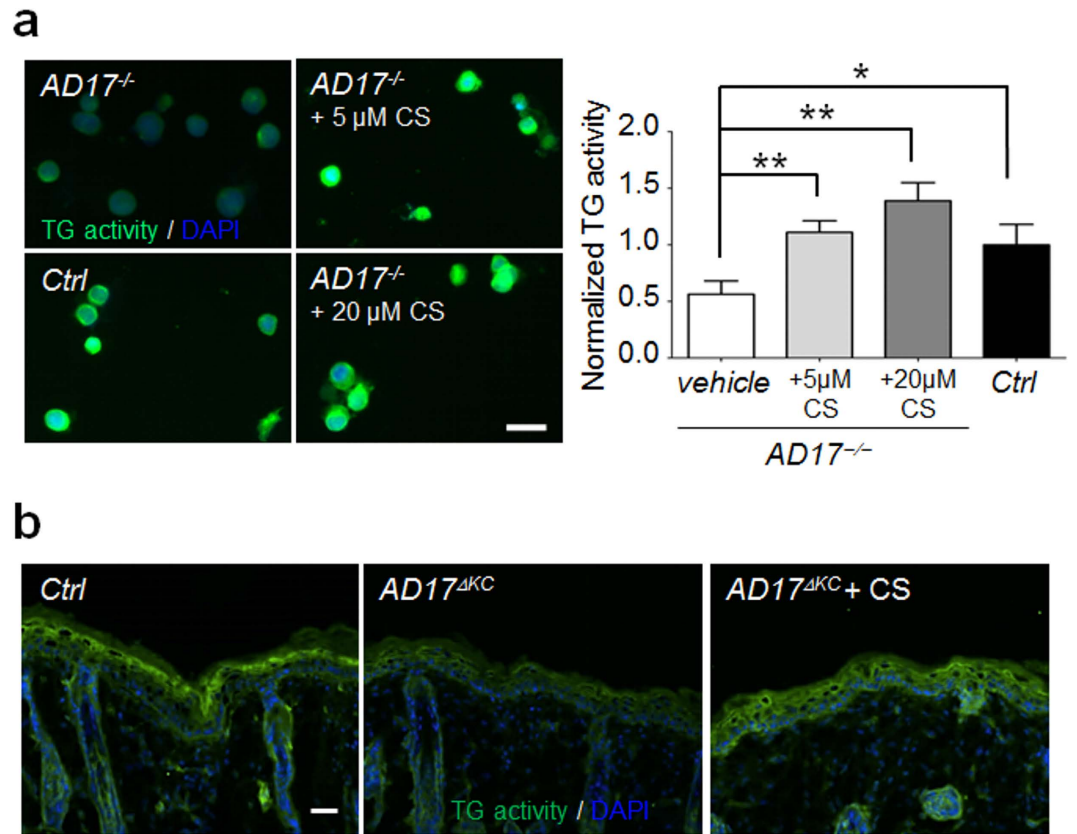 a
AD17-/-
AD17-/-
+ 5 µM CS
TG activity / DAPI
Ctrl
AD17-/-
+ 20 µM CS
Normalized TG activity
2.0
1.5
1.0
0.5
0.0
*
**
**
vehicle
+5µM
CS
+20µM
CS
Ctrl
AD17−/−
b
Ctrl
AD17ΔKC
AD17ΔKC + CS
TG activity / DAPI